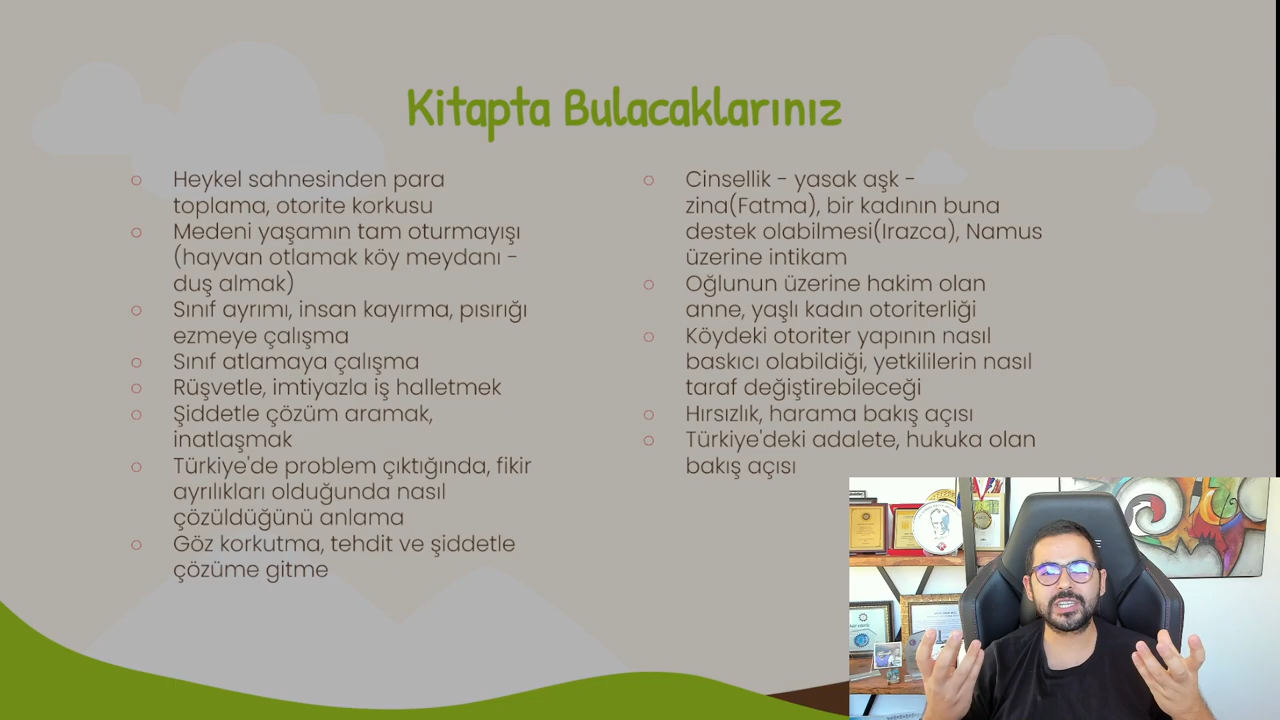 Kitapta Bulacaklarınız
Heykel sahnesinden para
toplama, otorite korkusu
Medeni yaşamın tam oturmayışı
(hayvan otlamak köy meydanı -
duş almak)
Sınıf ayrımı, insan kayırma, pısırığı
ezmeye çalışma
Sınıf atlamaya çalışma
Rüşvetle, imtiyazla iş halletmek
Şiddetle çözüm aramak,
inatlaşmak
Türkiye'de problem çıktığında, fikir
ayrılıkları olduğunda nasıl
çözüldüğünü anlama
Göz korkutma, tehdit ve şiddetle
çözüme gitme
Cinsellik - yasak aşk -
zina(Fatma), bir kadının buna
destek olabilmesi(Irazca), Namus
üzerine intikam
Oğlunun üzerine hakim olan
anne, yaşlı kadın otoriterliği
Köydeki otoriter yapının nasıl
baskıcı olabildiği, yetkililerin nasıl
taraf değiştirebileceği
Hırsızlık, harama bakış açısı
Türkiye'deki adalete, hukuka olan
bakış açısı